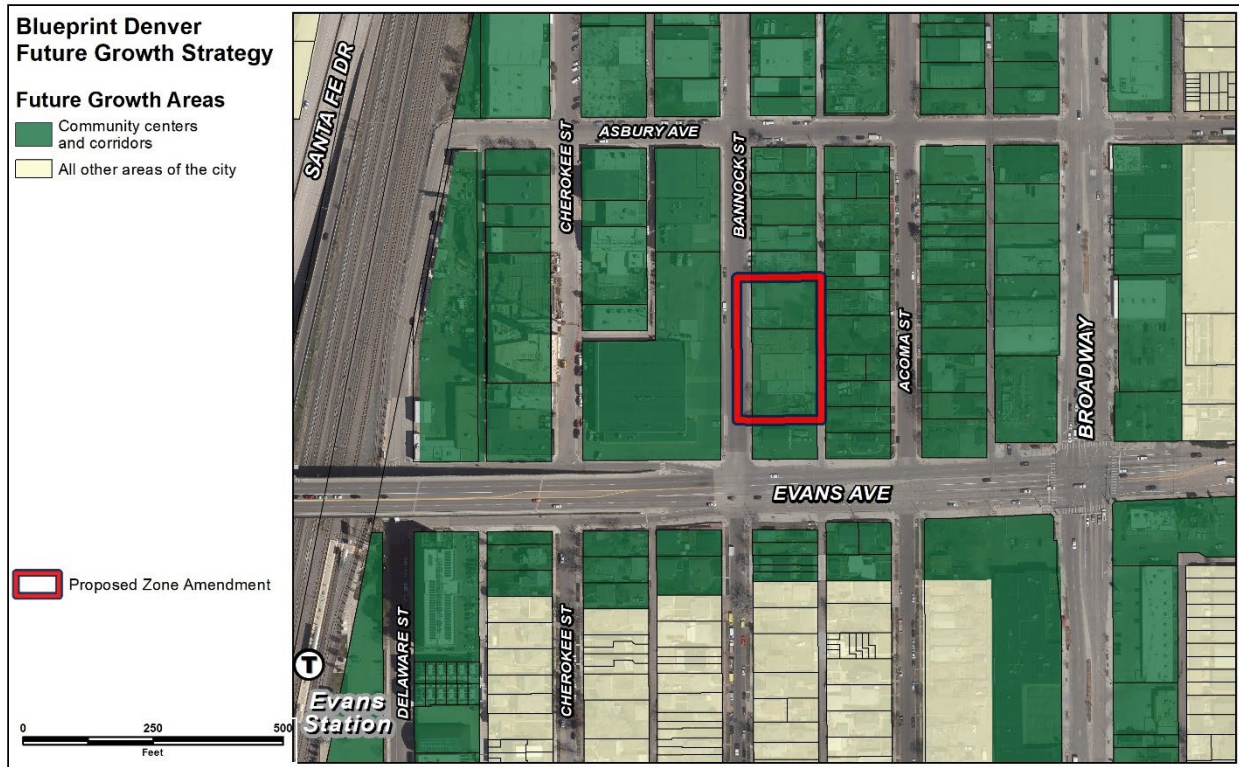 Blueprint Denver
Future Growth Strategy
Future Growth Areas
Community centers
and corridors
All other areas of the city
Proposed Zone Amendment
0 250 500
Feet
SANTA FE DR
CHEROKEE ST
ASBURY AVE
BANNOCK ST
ACOMA ST
BROADWAY
EVANS AVE
DELAWARE ST
CHEROKEE ST
T
Evans
Station